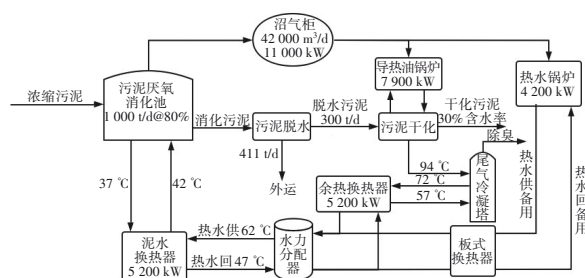 沼气柜
42 000 m³/d
11 000 kW
导热油锅炉
7 900 kW
热水锅炉
4 200 kW
浓缩污泥
污泥厌氧
消化池
1 000 t/d@80%
消化污泥
污泥脱水
脱水污泥
300 t/d
污泥干化
干化污泥
30%含水率
除臭
411 t/d
外运
94 ℃
72 ℃
57 ℃
尾气冷凝塔
余热换热器
5 200 kW
热水供备用
热水回备用
37 ℃
42 ℃
泥水
换热器
5 200 kW
热水供62 ℃
热水回47 ℃
水力
分配
器
板式
换热器